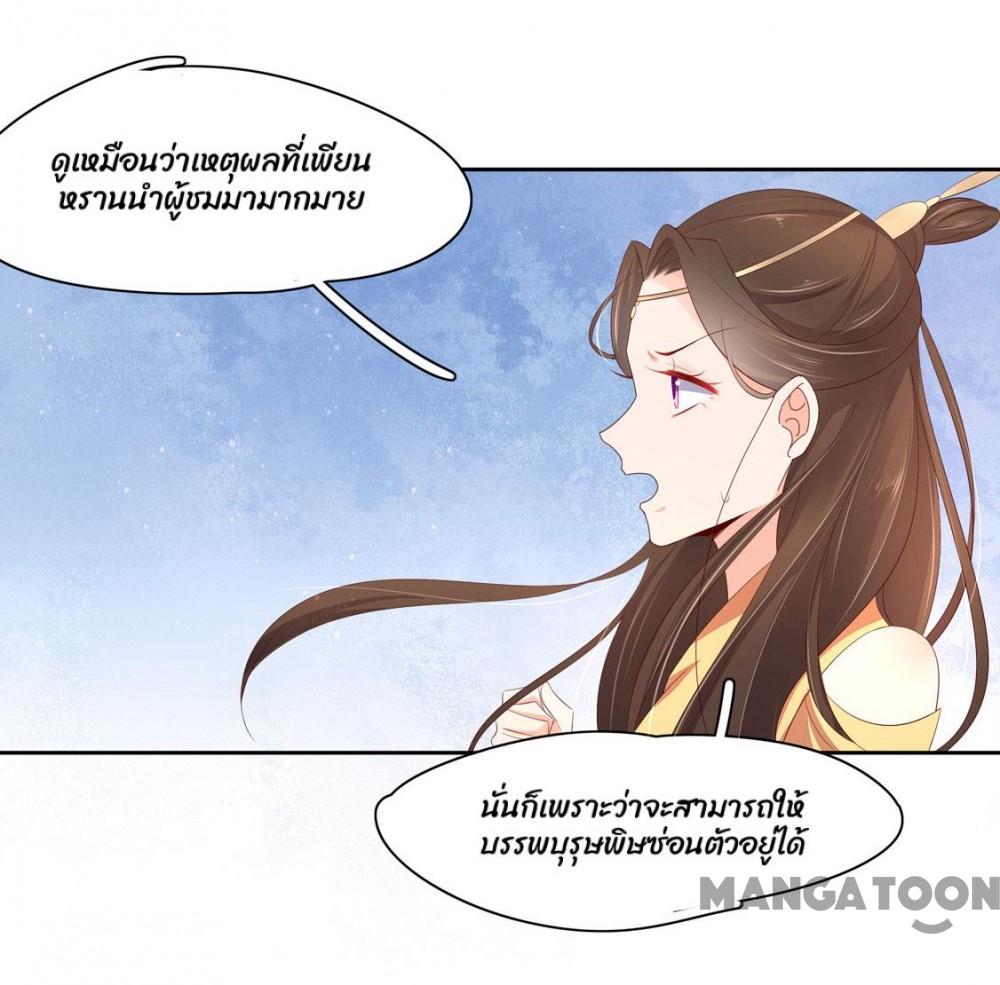 ดูเหมือนว่าเหตุผลที่เพียน
หรานนำผู้ชมมามากมาย
นั่นก็เพราะว่าจะสามารถให้
บรรพบุรุษพิษซ่อนตัวอยู่ได้
MANGATOON